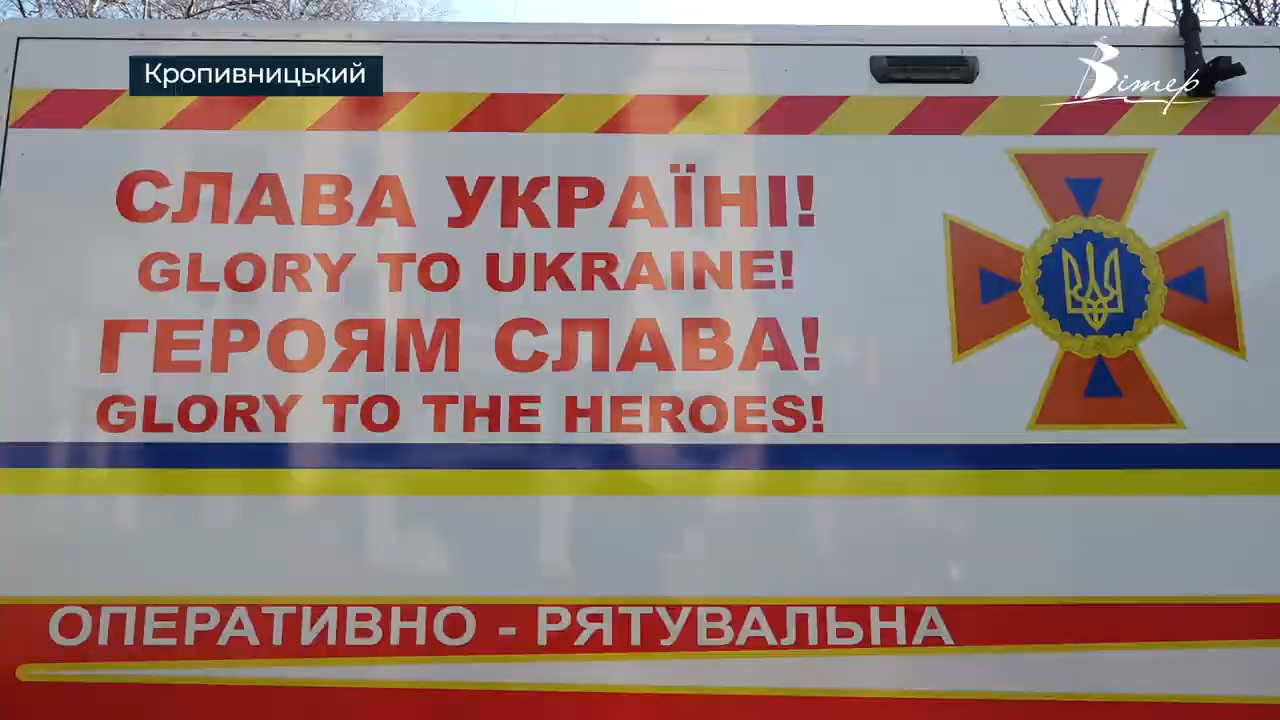 Кропивницький
Вітер
СЛАВА УКРАЇНІ!
GLORY TO UKRAINE!
ГЕРОЯМ СЛАВА!
GLORY TO THE HEROES!
ОПЕРАТИВНО - РЯТУВАЛЬНА